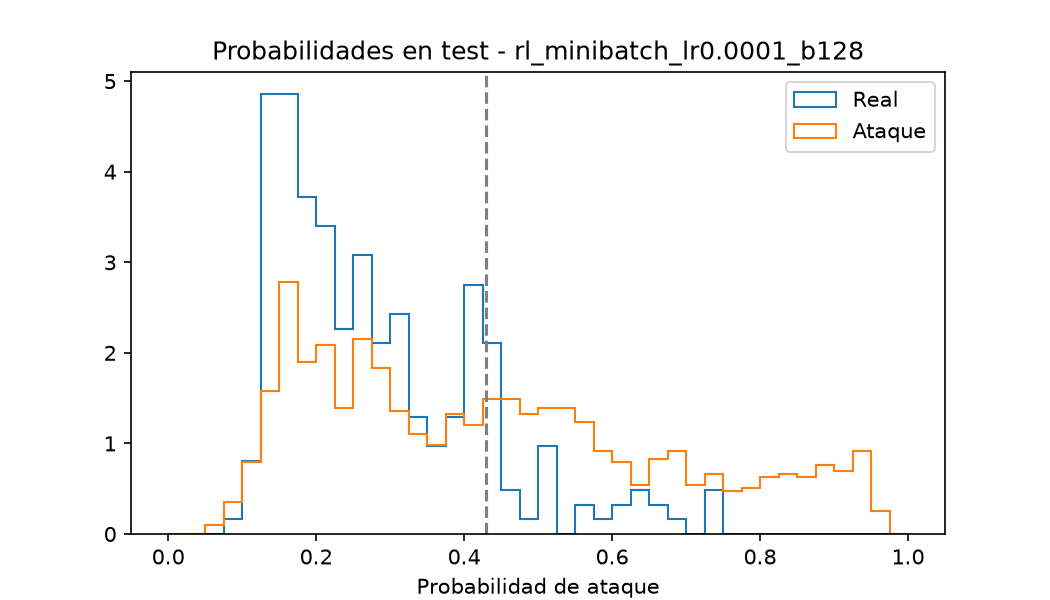 Probabilidades en test - rl_minibatch_lr0.0001_b128
Real
Ataque
5
4
3
2
1
0
0.0 0.2 0.4 0.6 0.8 1.0
Probabilidad de ataque